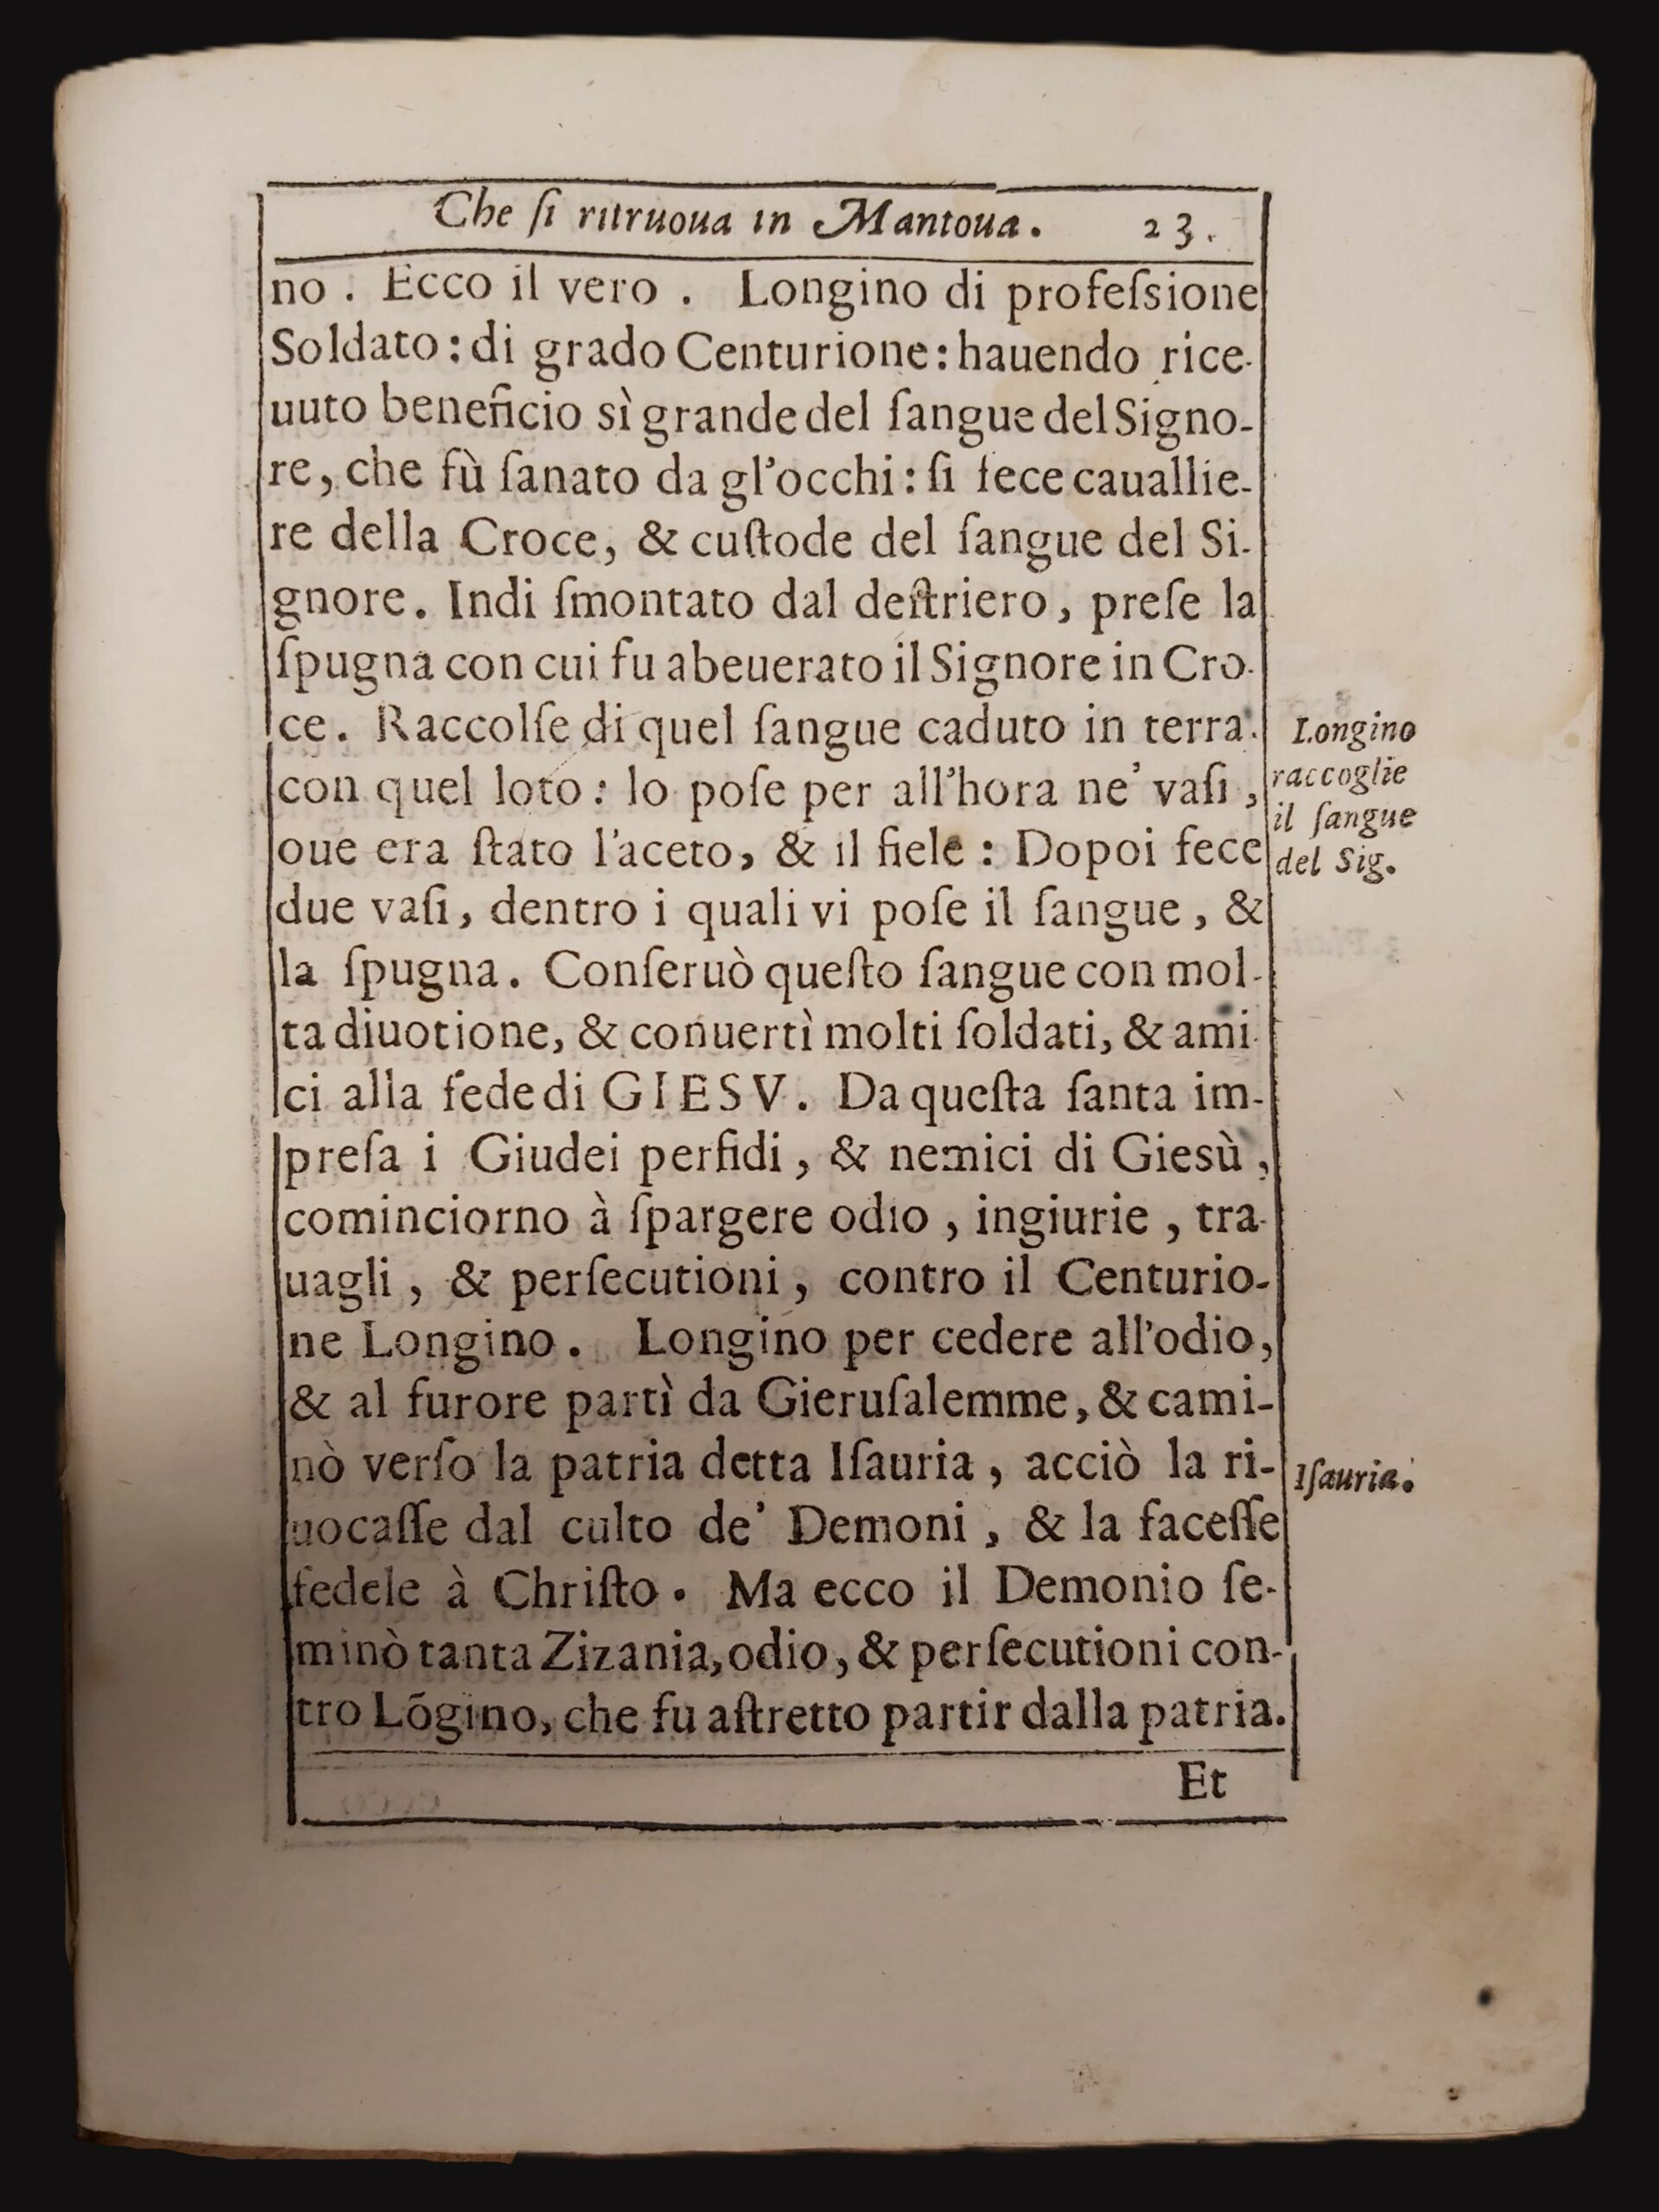 Che ſi ritruoua in Mantoua. 23.
no . Ecco il vero . Longino di profeſsione
Soldato : di grado Centurione : hauendo rice-
uuto beneficio sì grande del ſangue del Signo-
re, che fù ſanato da gl'occhi : ſi fece cauallie-
re della Croce, & cuſtode del ſangue del Si-
gnore. Indi ſmontato dal deſtriero, preſe la
ſpugna con cui fu abeuerato il Signore in Cro-
ce. Raccolſe di quel ſangue caduto in terra.
con quel loto : lo poſe per all'hora ne' vaſi ,
oue era ſtato l'aceto, & il fiele : Dopoi fece
due vaſi, dentro i quali vi poſe il ſangue , &
la ſpugna. Conſeruò queſto ſangue con mol-
ta diuotione, & conuertì molti ſoldati, & ami-
ci alla fede di GIESV. Da queſta ſanta im-
preſa i Giudei perfidi , & nemici di Giesù ,
cominciorno à ſpargere odio , ingiurie , tra-
uagli , & perſecutioni , contro il Centurio-
ne Longino . Longino per cedere all'odio,
& al furore partì da Gieruſalemme, & cami-
nò verſo la patria detta Iſauria , acciò la ri-
uocaſſe dal culto de' Demoni , & la faceſſe
fedele à Chriſto . Ma ecco il Demonio ſe-
minò tanta Zizania, odio, & perſecutioni con-
tro Lõgino, che fu aſtretto partir dalla patria.
Et
Longino
raccoglie
il ſangue
del Sig.
Iſauria.